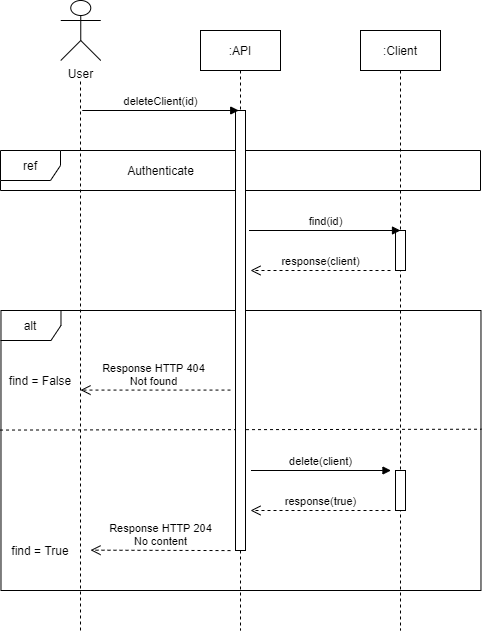 :API
:Client
User
deleteClient(id)
ref
Authenticate
find(id)
response(client)
alt
Response HTTP 404
Not found
find = False
delete(client)
response(true)
Response HTTP 204
No content
find = True